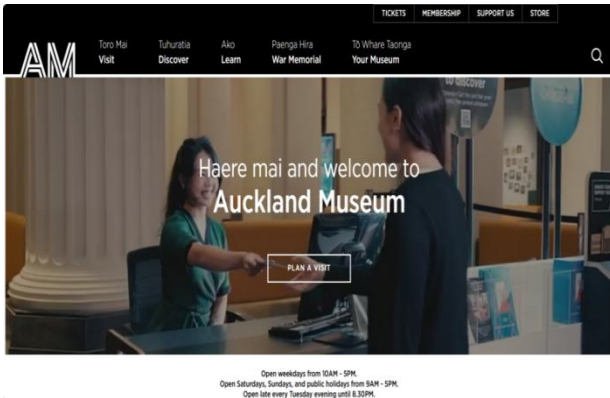 TICKETS MEMBERSHIP SUPPORT US STORE
AM
Toro Mai Tuhuratia Ako Paenga Hira Tō Whare Taonga
Visit Discover Learn War Memorial Your Museum
to discover
Haere mai and welcome to
Auckland Museum
PLAN A VISIT
Open weekdays from 10AM - 5PM.
Open Saturdays, Sundays, and public holidays from 9AM - 5PM.
Open late every Tuesday evening until 8.30PM.